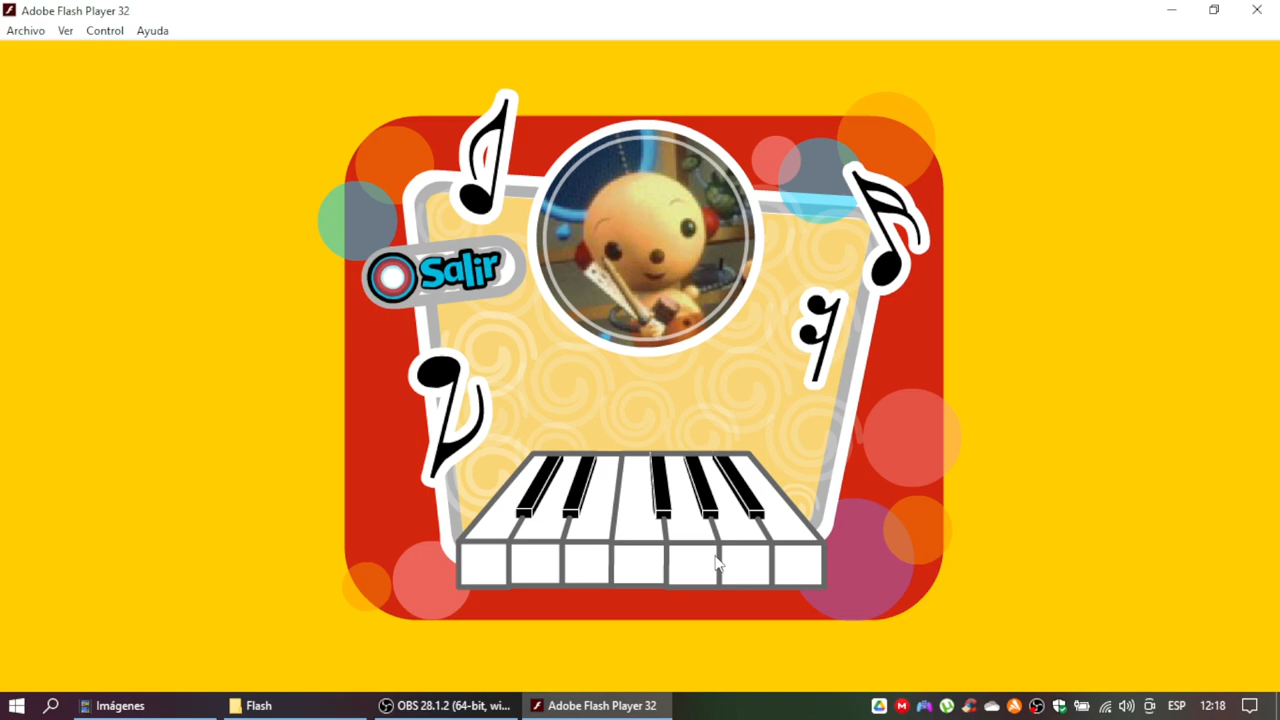 Adobe Flash Player 32
Archivo Ver Control Ayuda
Salir
Imágenes
Flash
OBS 28.1.2 (64-bit, wi...
Adobe Flash Player 32
ESP
12:18